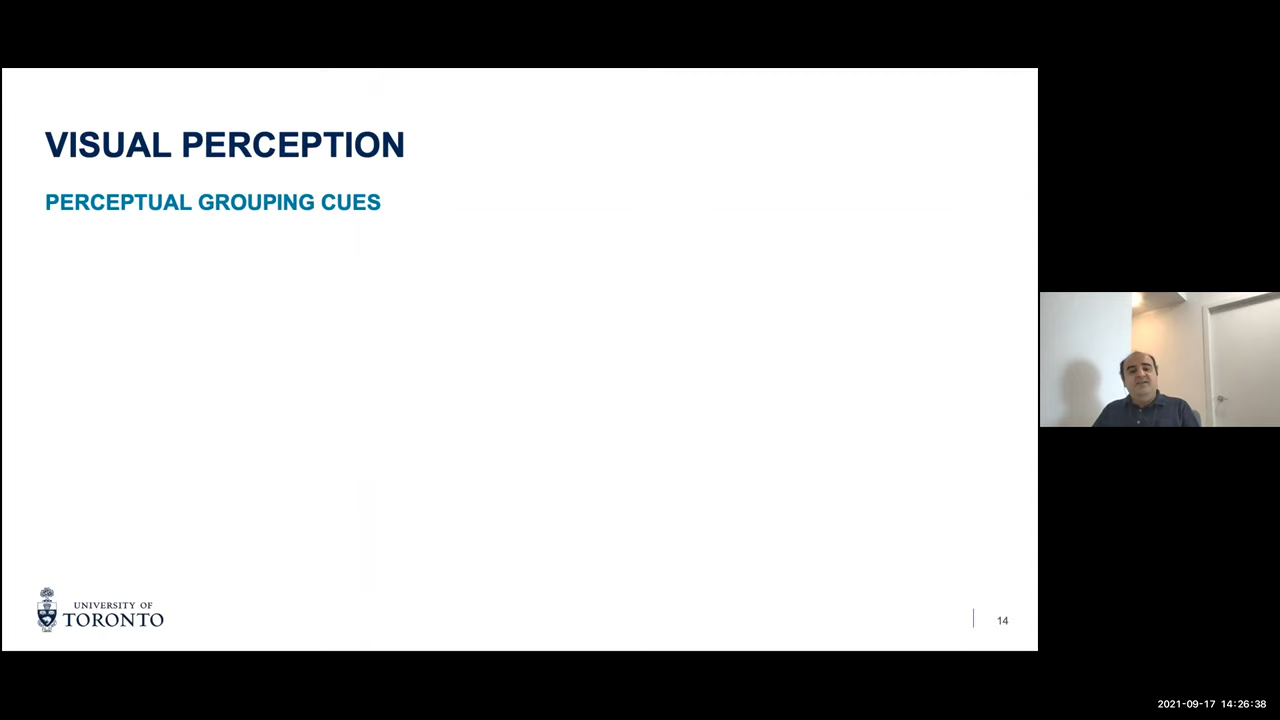 VISUAL PERCEPTION
PERCEPTUAL GROUPING CUES
UNIVERSITY OF
TORONTO
14
2021-09-17 14:26:38